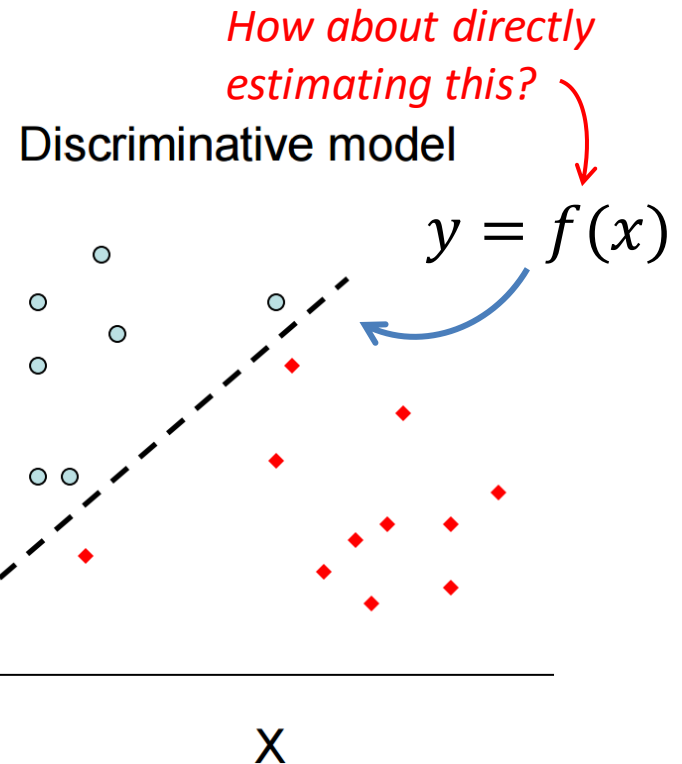 How about directly
estimating this?
Discriminative model
y = f(x)
X